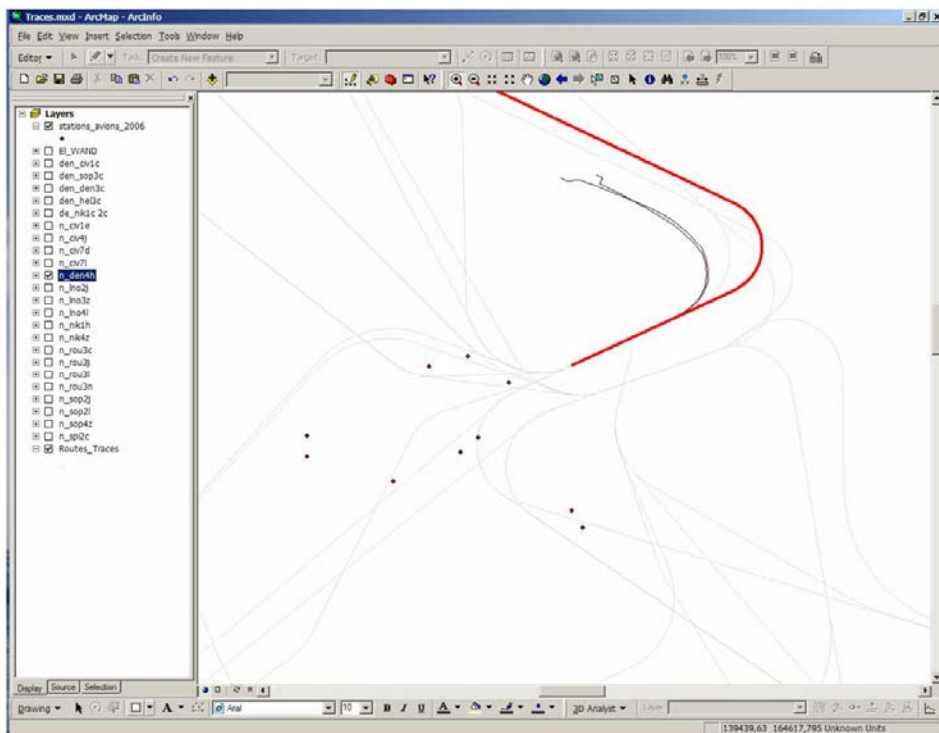 Traces.mxd - ArcMap - ArcInfo
File Edit View Insert Selection Tools Window Help
Editor Task: Create New Feature Target: 100%
Layers
stations_avions_2006
El_WAND
den_civ1c
den_sop3c
den_den3c
den_hel3c
de_nik1c 2c
n_civ1e
n_civ4j
n_civ7d
n_civ7l
n_den4h
n_lno2j
n_lno3z
n_lno4l
n_nik1h
n_nik4z
n_rou3c
n_rou3j
n_rou3l
n_rou3n
n_sop2j
n_sop2l
n_sop4z
n_spi2c
Routes_Traces
Display Source Selection
Drawing A Arial 10 B I U A 3D Analyst Layer:
139439,63 164617,795 Unknown Units